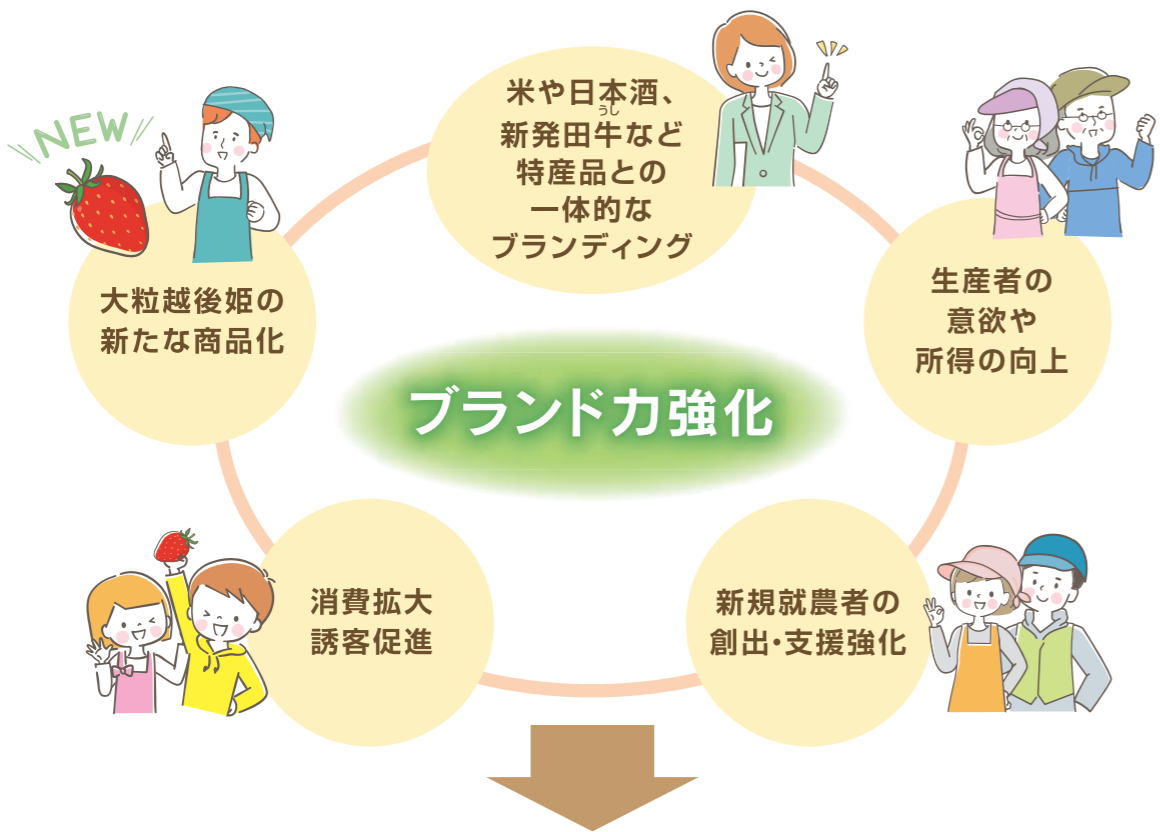 NEW
米や日本酒、
うし
新発田牛など
特産品との
一体的な
ブランディング
大粒越後姫の
新たな商品化
生産者の
意欲や
所得の向上
ブランド力強化
消費拡大
誘客促進
新規就農者の
創出・支援強化